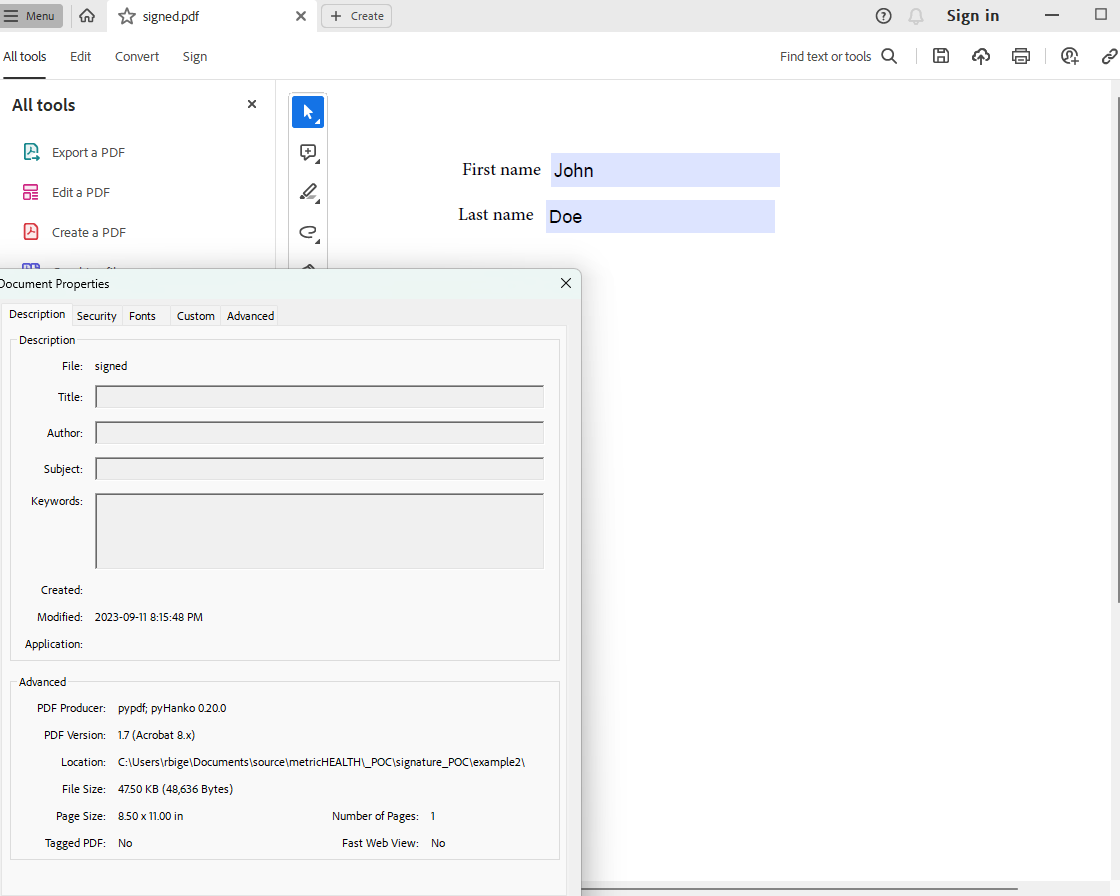 Menu
signed.pdf
Create
Sign in
All tools
Edit
Convert
Sign
Find text or tools
All tools
Export a PDF
Edit a PDF
Create a PDF
First name
John
Last name
Doe
Document Properties
Description
Security
Fonts
Custom
Advanced
Description
File: signed
Title:
Author:
Subject:
Keywords:
Created:
Modified: 2023-09-11 8:15:48 PM
Application:
Advanced
PDF Producer: pypdf; pyHanko 0.20.0
PDF Version: 1.7 (Acrobat 8.x)
Location: C:\Users\rbige\Documents\source\metricHEALTH\_POC\signature_POC\example2\
File Size: 47.50 KB (48,636 Bytes)
Page Size: 8.50 x 11.00 in
Number of Pages: 1
Tagged PDF: No
Fast Web View: No